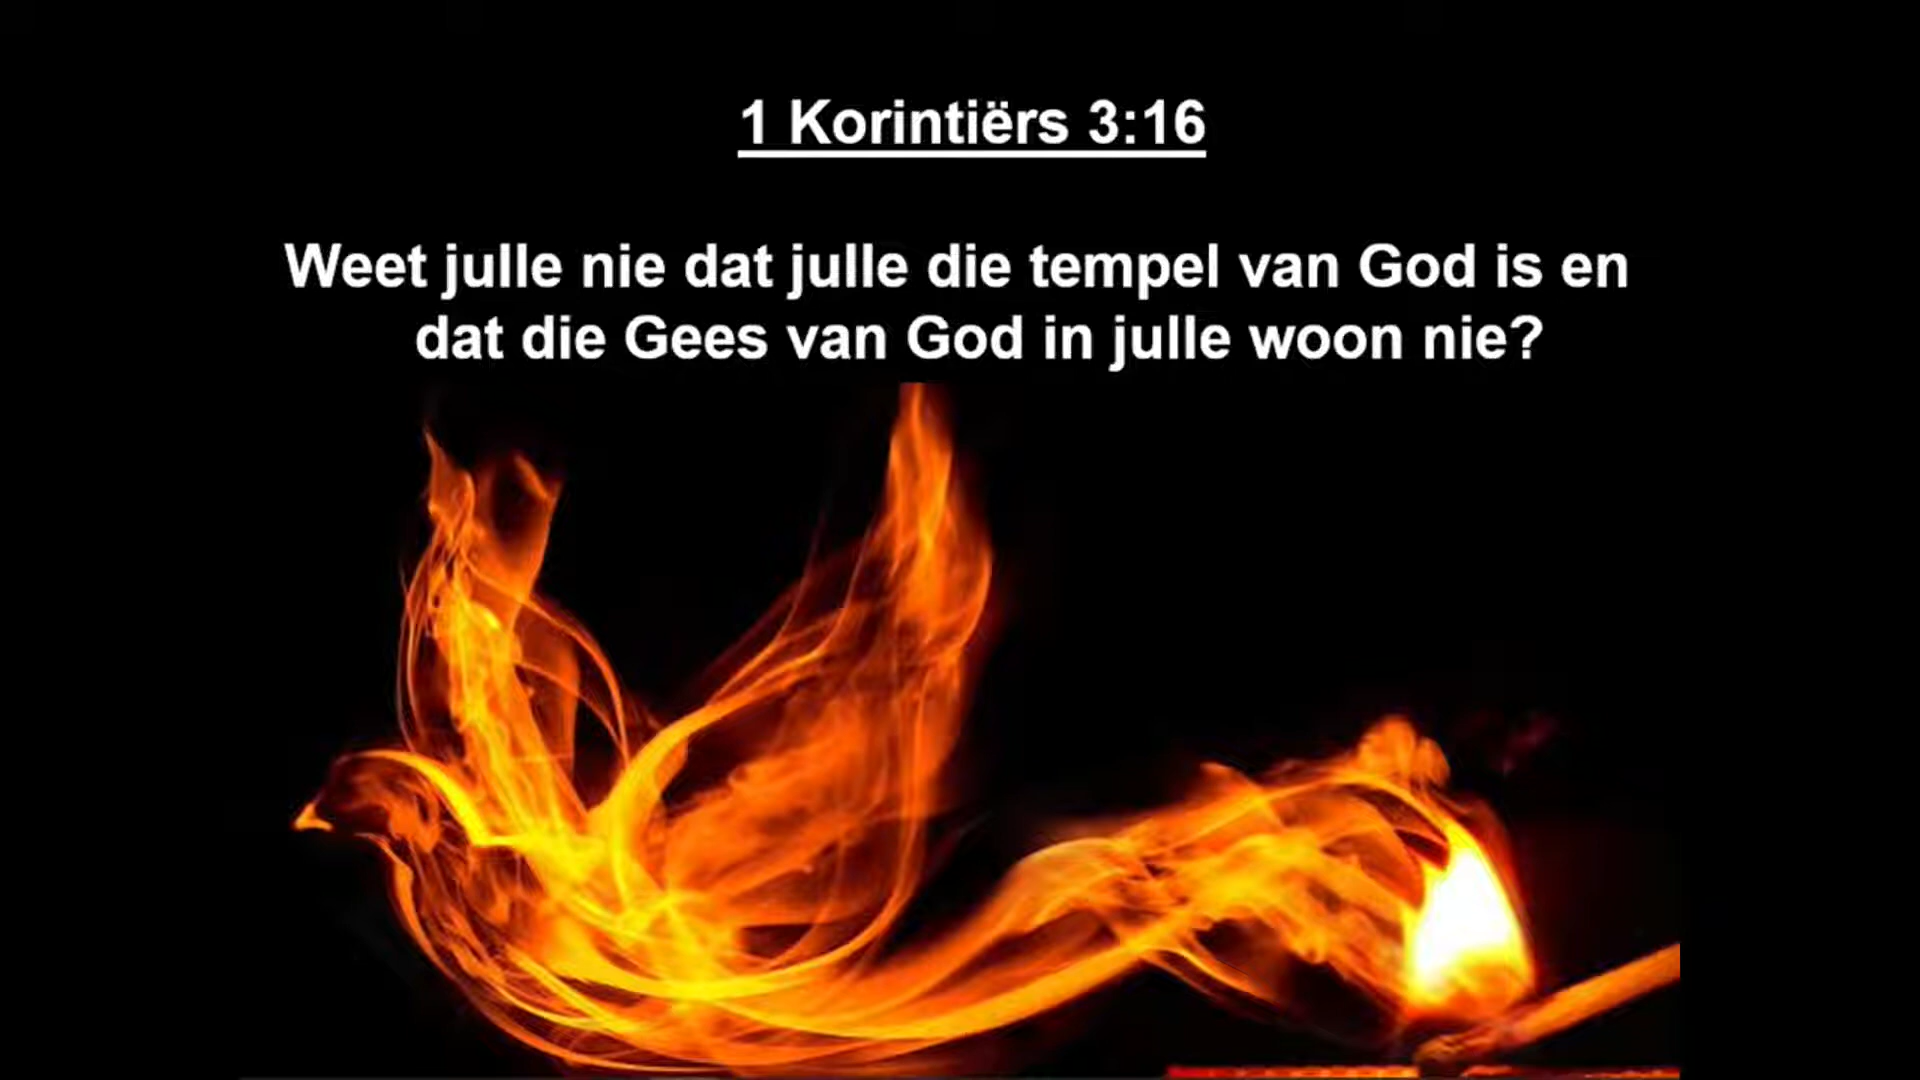 1 Korintiërs 3:16
Weet julle nie dat julle die tempel van God is en
dat die Gees van God in julle woon nie?